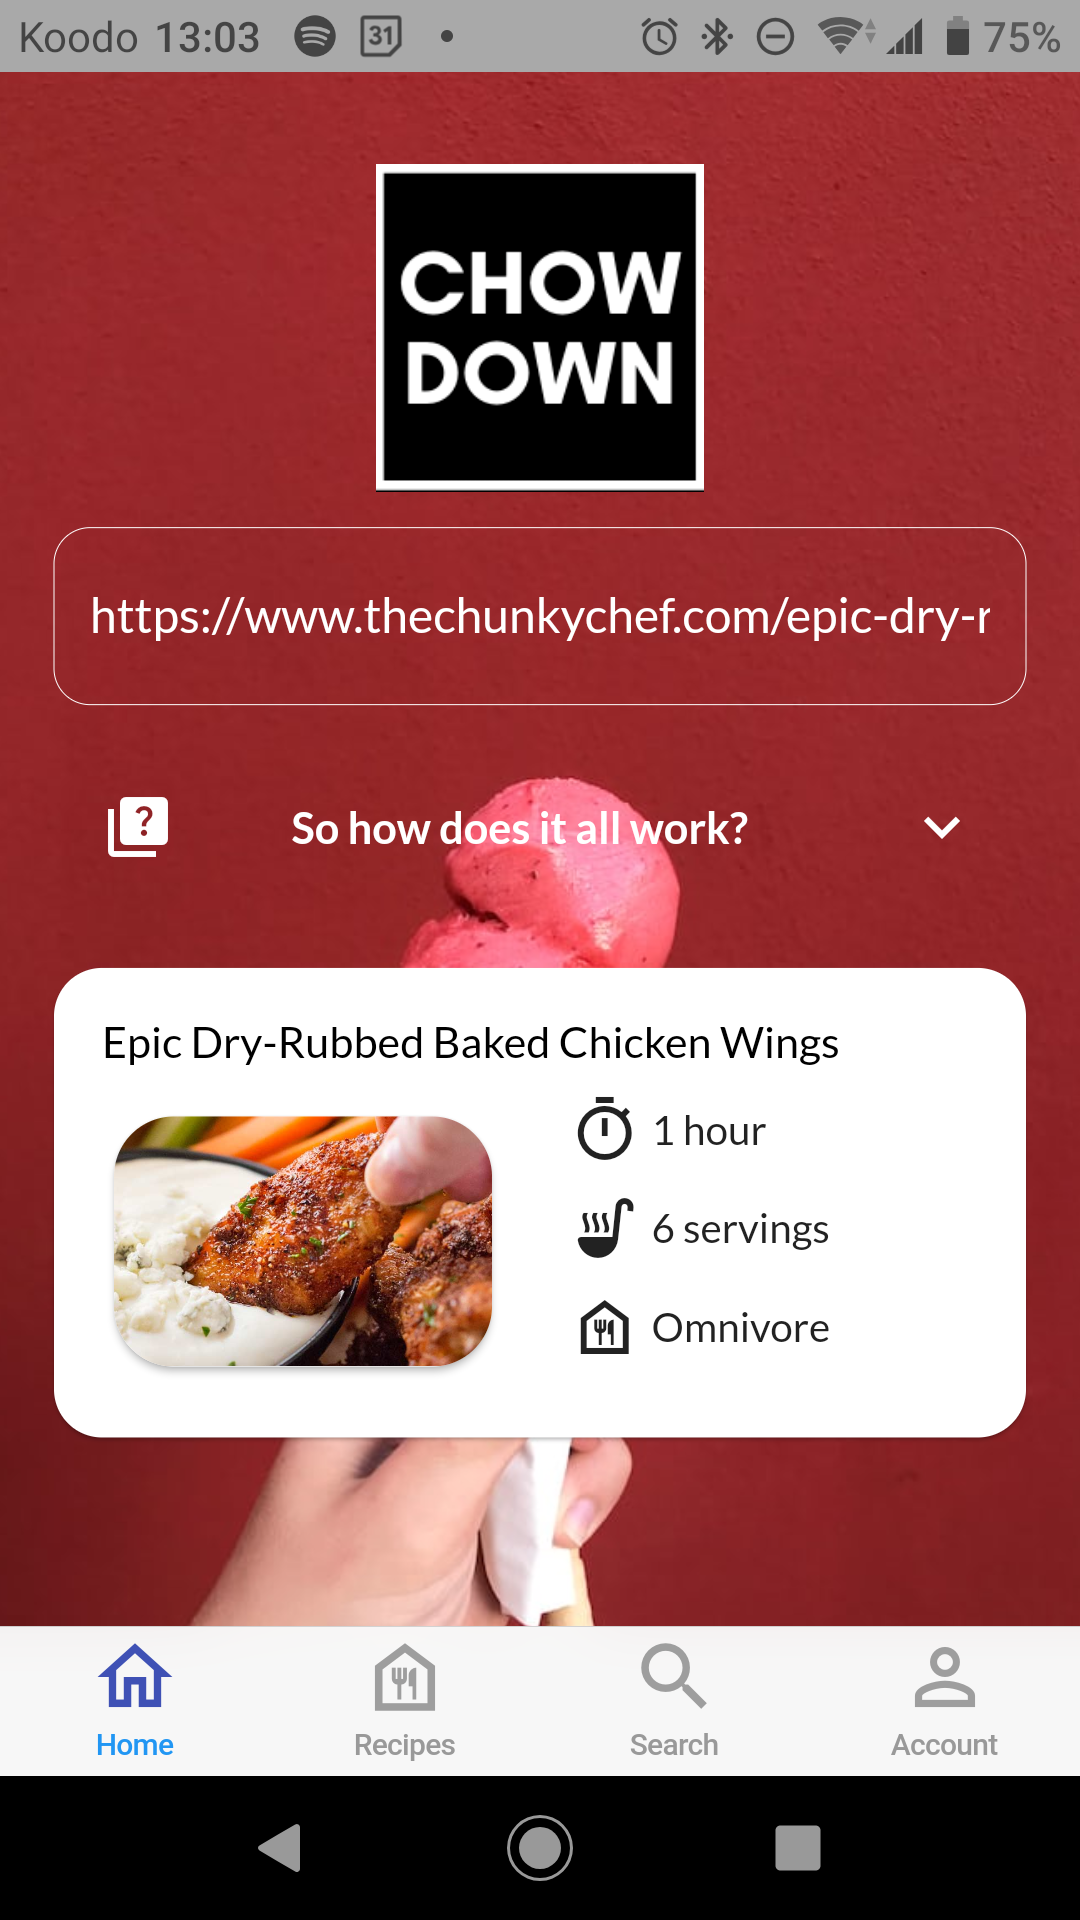 Koodo 13:03 31 75%
CHOW
DOWN
https://www.thechunkychef.com/epic-dry-r
? So how does it all work?
Epic Dry-Rubbed Baked Chicken Wings
1 hour
6 servings
Omnivore
Home Recipes Search Account